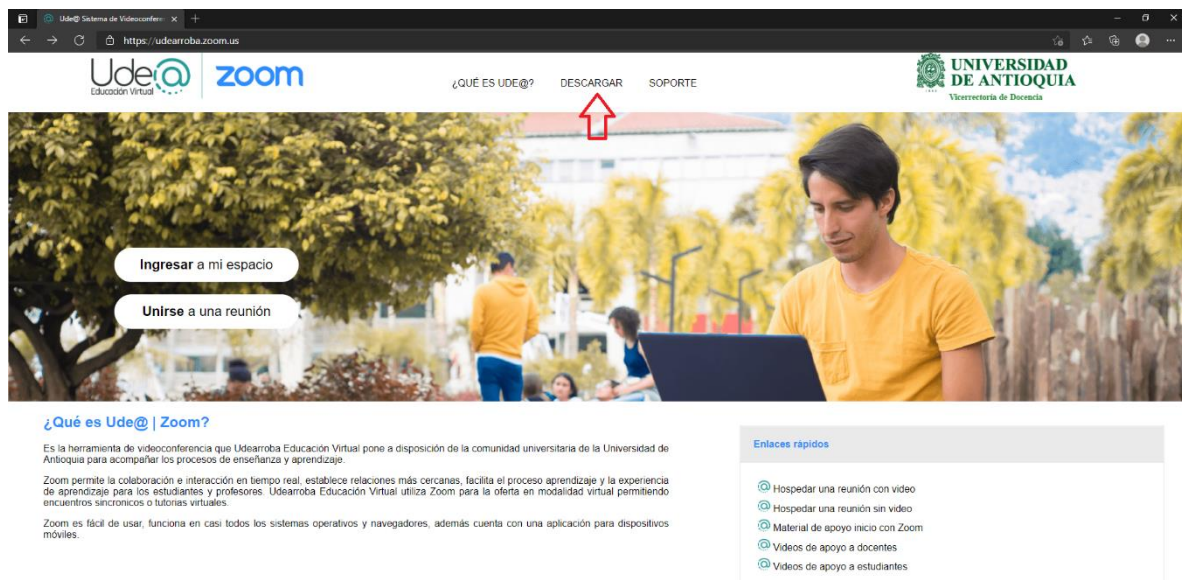 Ude@ Sistema de Videoconferen
https://udearroba.zoom.us
Ude@
Educación Virtual
zoom
¿QUÉ ES UDE@?
DESCARGAR
SOPORTE
UNIVERSIDAD
DE ANTIOQUIA
Vicerrectoría de Docencia
Ingresar a mi espacio
Unirse a una reunión
¿Qué es Ude@ | Zoom?
Es la herramienta de videoconferencia que Udearroba Educación Virtual pone a disposición de la comunidad universitaria de la Universidad de
Antioquia para acompañar los procesos de enseñanza y aprendizaje.
Zoom permite la colaboración e interacción en tiempo real, establece relaciones más cercanas, facilita el proceso aprendizaje y la experiencia
de aprendizaje para los estudiantes y profesores. Udearroba Educación Virtual utiliza Zoom para la oferta en modalidad virtual permitiendo
encuentros sincronicos o tutorias virtuales.
Zoom es fácil de usar, funciona en casi todos los sistemas operativos y navegadores, además cuenta con una aplicación para dispositivos
móviles.
Enlaces rápidos
Hospedar una reunión con video
Hospedar una reunión sin video
Material de apoyo inicio con Zoom
Videos de apoyo a docentes
Videos de apoyo a estudiantes